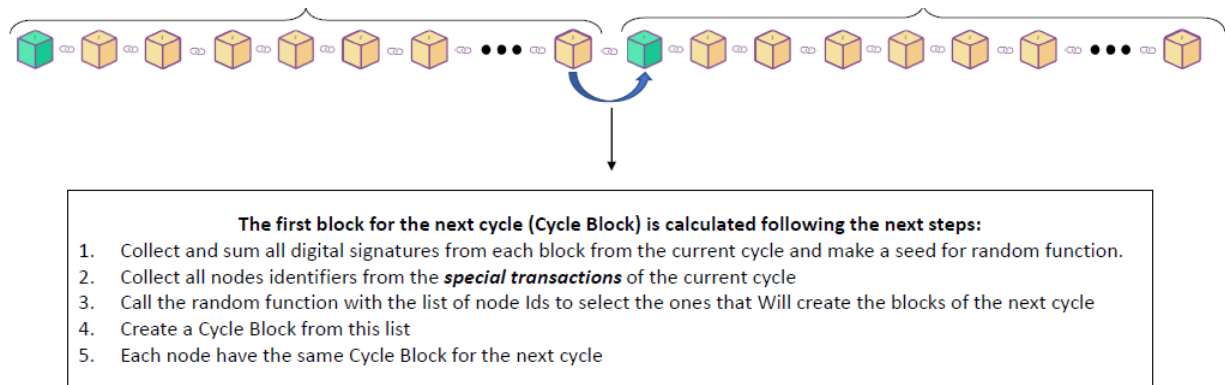 The first block for the next cycle (Cycle Block) is calculated following the next steps:
1. Collect and sum all digital signatures from each block from the current cycle and make a seed for random function.
2. Collect all nodes identifiers from the special transactions of the current cycle
3. Call the random function with the list of node Ids to select the ones that Will create the blocks of the next cycle
4. Create a Cycle Block from this list
5. Each node have the same Cycle Block for the next cycle